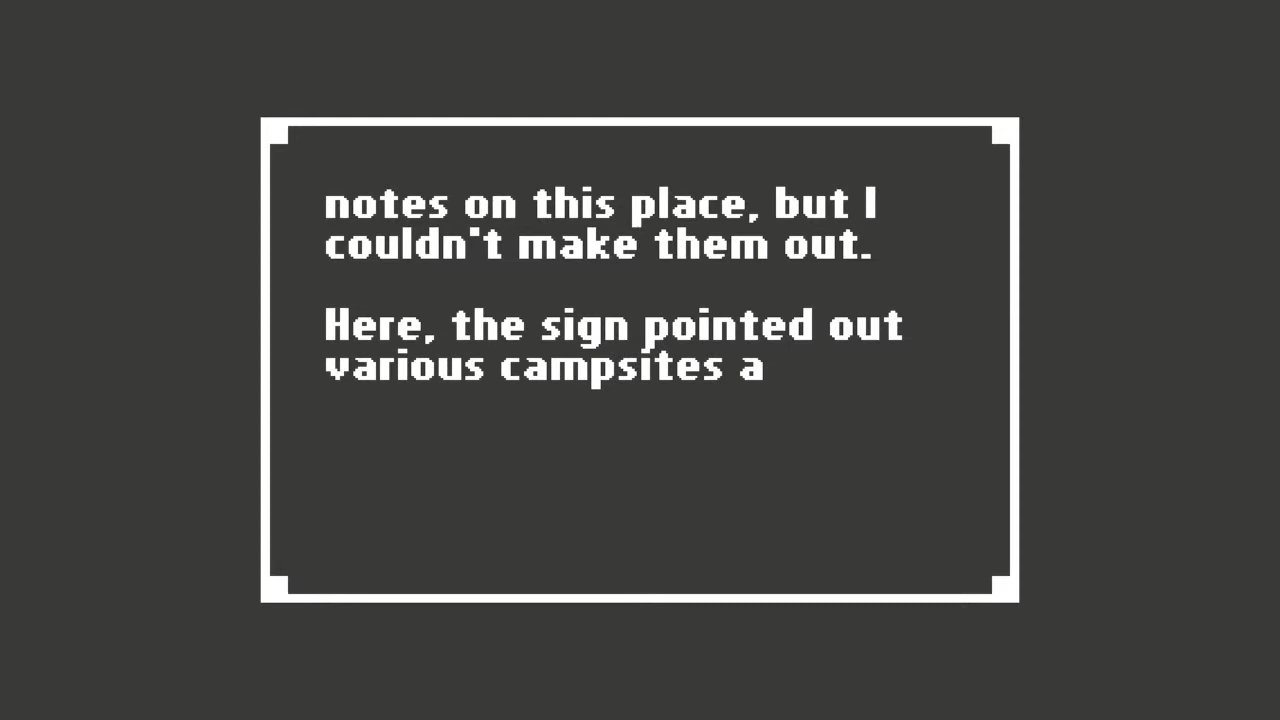 notes on this place, but I
couldn't make them out.
Here, the sign pointed out
various campsites a